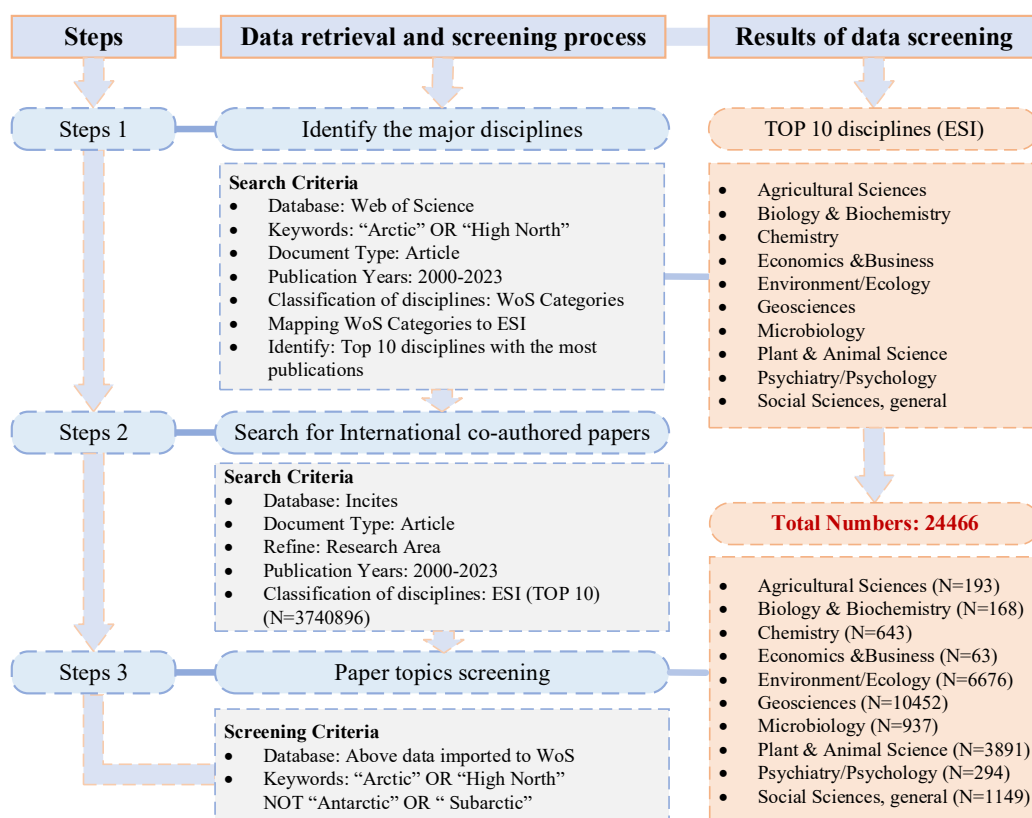 Steps
Data retrieval and screening process
Results of data screening
Steps 1
Identify the major disciplines
TOP 10 disciplines (ESI)
Search Criteria
• Database: Web of Science
• Keywords: “Arctic” OR “High North”
• Document Type: Article
• Publication Years: 2000-2023
• Classification of disciplines: WoS Categories
• Mapping WoS Categories to ESI
• Identify: Top 10 disciplines with the most
publications
• Agricultural Sciences
• Biology & Biochemistry
• Chemistry
• Economics &Business
• Environment/Ecology
• Geosciences
• Microbiology
• Plant & Animal Science
• Psychiatry/Psychology
• Social Sciences, general
Steps 2
Search for International co-authored papers
Search Criteria
• Database: Incites
• Document Type: Article
• Refine: Research Area
• Publication Years: 2000-2023
• Classification of disciplines: ESI (TOP 10)
(N=3740896)
Total Numbers: 24466
• Agricultural Sciences (N=193)
• Biology & Biochemistry (N=168)
• Chemistry (N=643)
• Economics &Business (N=63)
• Environment/Ecology (N=6676)
• Geosciences (N=10452)
• Microbiology (N=937)
• Plant & Animal Science (N=3891)
• Psychiatry/Psychology (N=294)
• Social Sciences, general (N=1149)
Steps 3
Paper topics screening
Screening Criteria
• Database: Above data imported to WoS
• Keywords: “Arctic” OR “High North”
NOT “Antarctic” OR “ Subarctic”